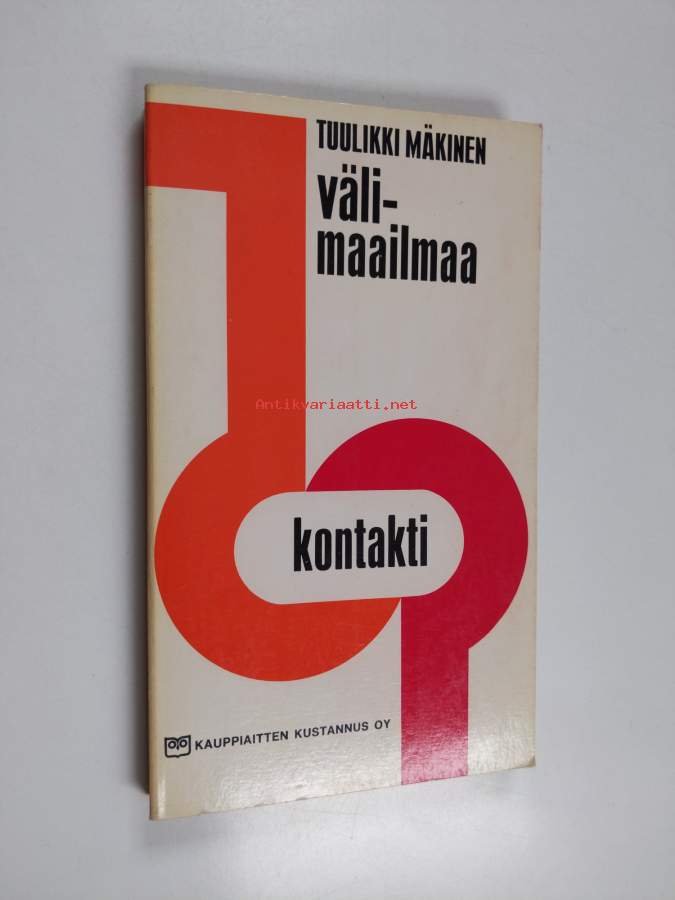 TUULIKKI MÄKINEN
väli-
maailmaa
Antikvariaatti.net
kontakti
KAUPPIAITTEN KUSTANNUS OY